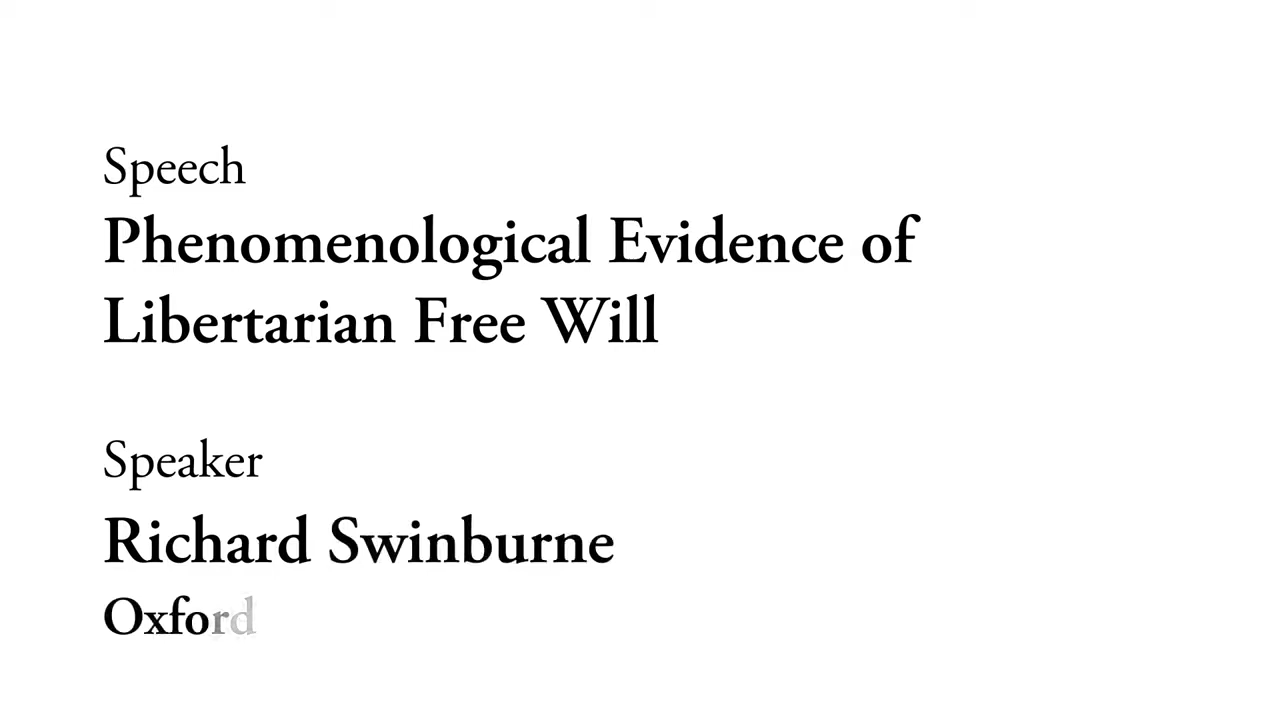 Speech
Phenomenological Evidence of
Libertarian Free Will
Speaker
Richard Swinburne
Oxford